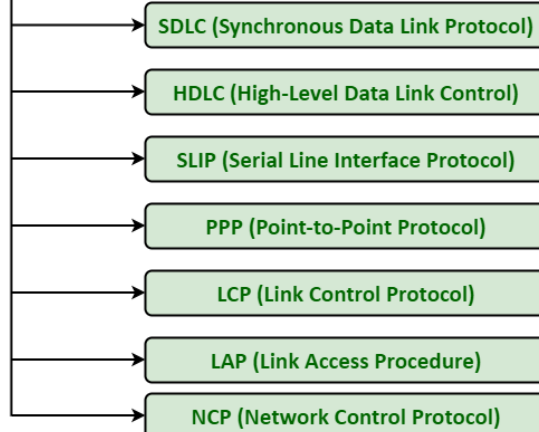 SDLC (Synchronous Data Link Protocol)
HDLC (High-Level Data Link Control)
SLIP (Serial Line Interface Protocol)
PPP (Point-to-Point Protocol)
LCP (Link Control Protocol)
LAP (Link Access Procedure)
NCP (Network Control Protocol)